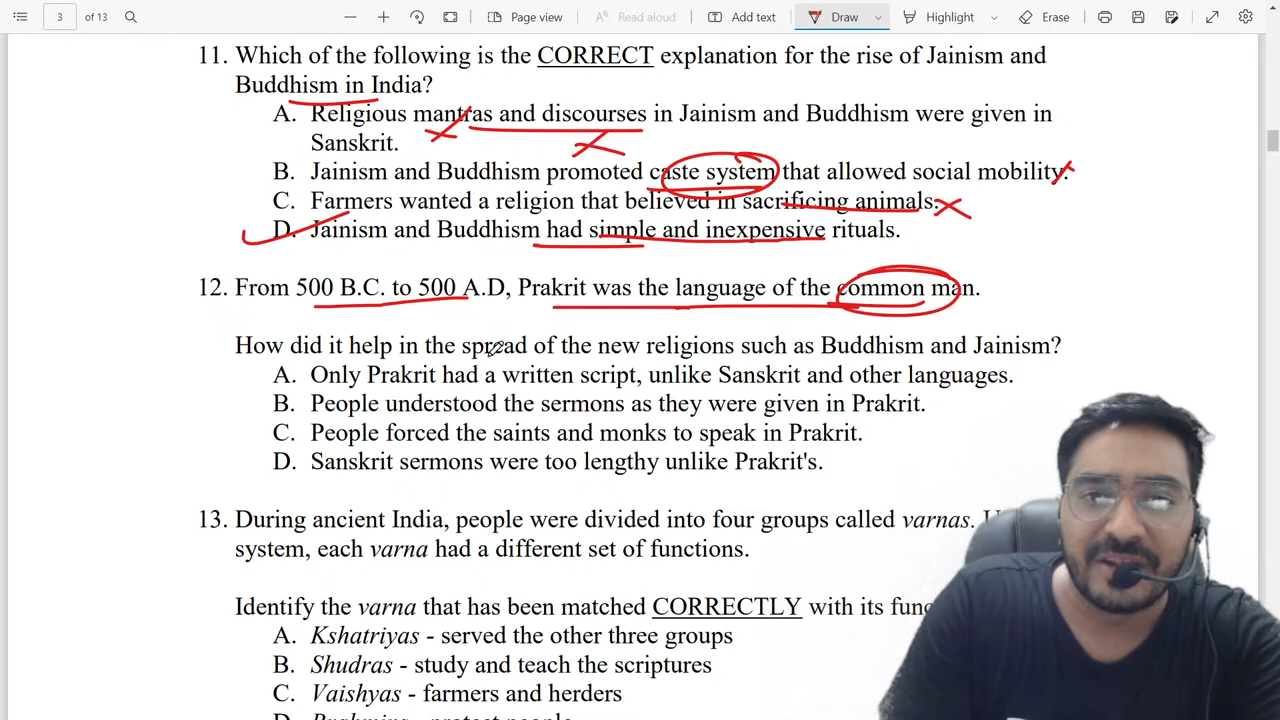 3 of 13 Page view Read aloud Add text Draw Highlight Erase
11. Which of the following is the CORRECT explanation for the rise of Jainism and
Buddhism in India?
A. Religious mantras and discourses in Jainism and Buddhism were given in
Sanskrit.
B. Jainism and Buddhism promoted caste system that allowed social mobility.
C. Farmers wanted a religion that believed in sacrificing animals.
D. Jainism and Buddhism had simple and inexpensive rituals.
12. From 500 B.C. to 500 A.D, Prakrit was the language of the common man.
How did it help in the spread of the new religions such as Buddhism and Jainism?
A. Only Prakrit had a written script, unlike Sanskrit and other languages.
B. People understood the sermons as they were given in Prakrit.
C. People forced the saints and monks to speak in Prakrit.
D. Sanskrit sermons were too lengthy unlike Prakrit's.
13. During ancient India, people were divided into four groups called varnas.
system, each varna had a different set of functions.
Identify the varna that has been matched CORRECTLY with its
A. Kshatriyas - served the other three groups
B. Shudras - study and teach the scriptures
C. Vaishyas - farmers and herders
D. Brahmins - protect people